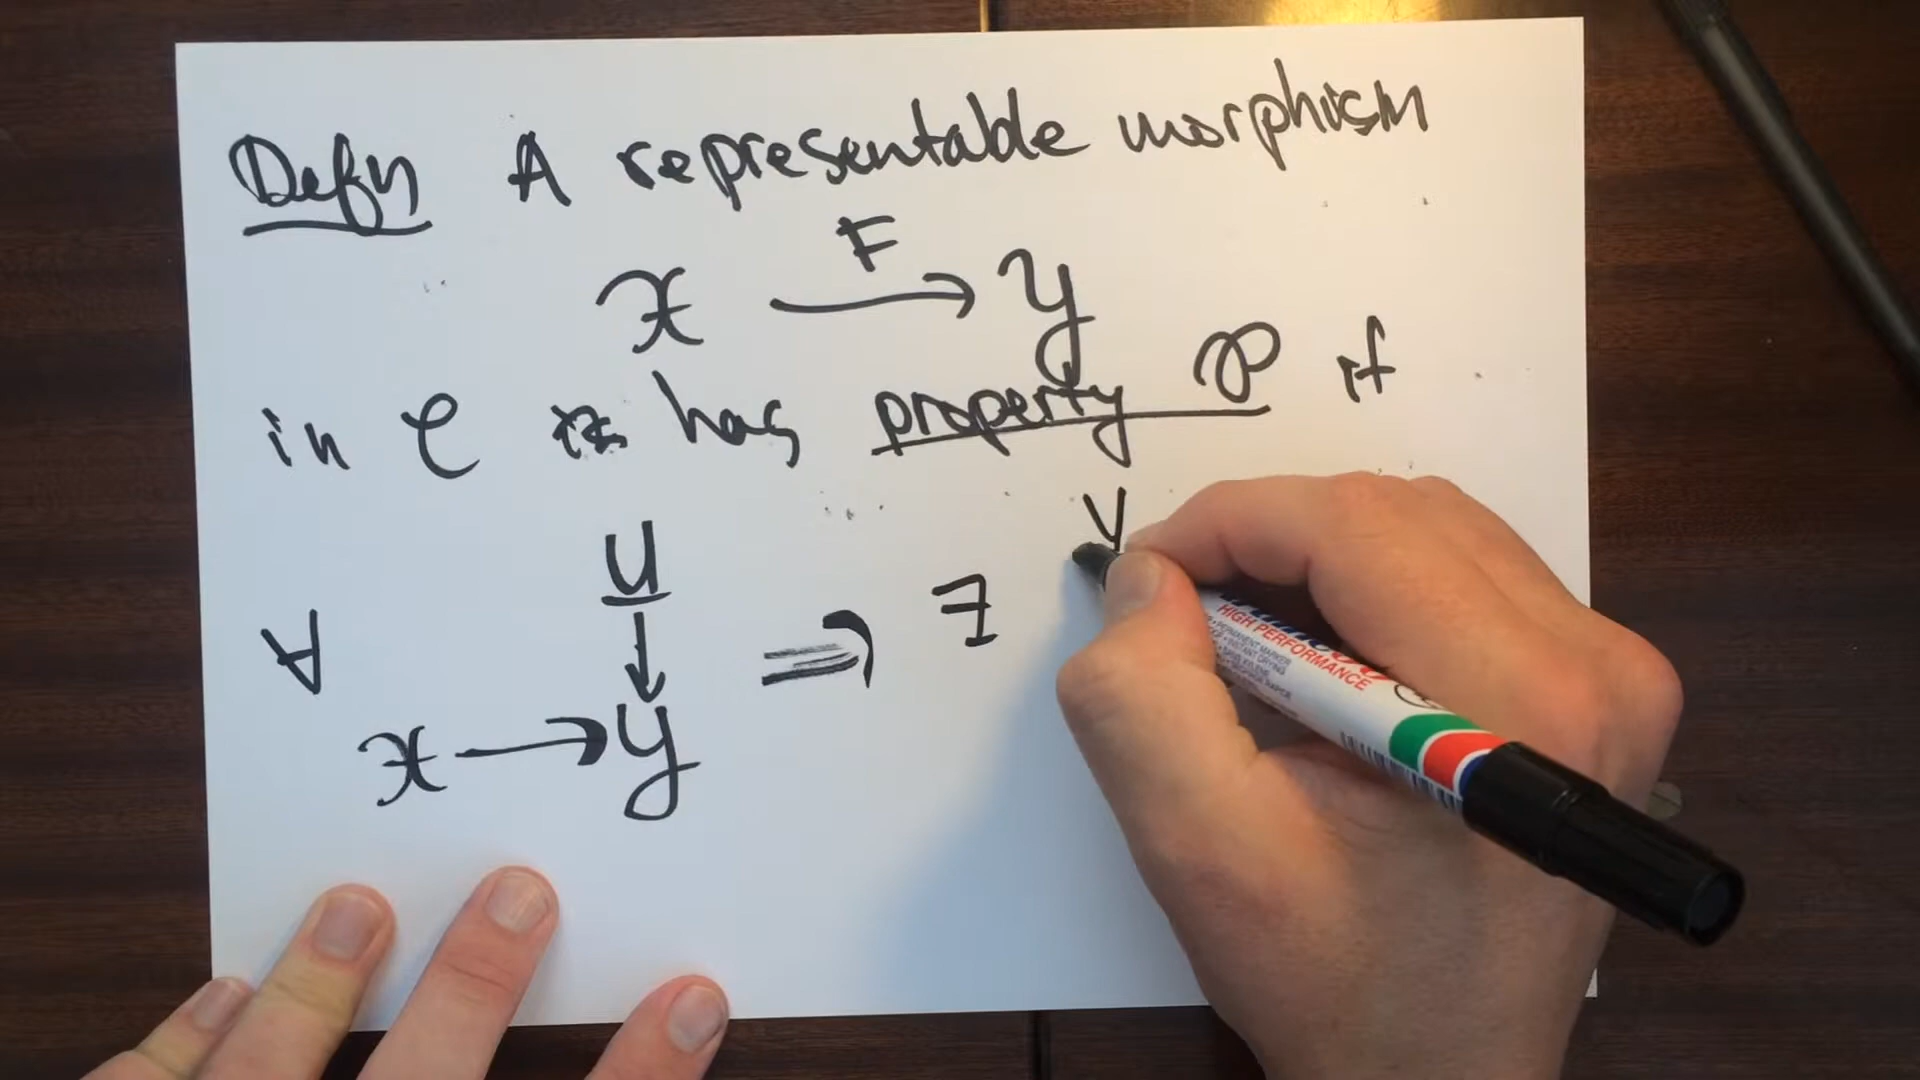 Defn A representable morphism
F
X → Y
in C has property P if
U V
∀ ↓ ⇒ ∃
X → Y
HIGH PERFORMANCE